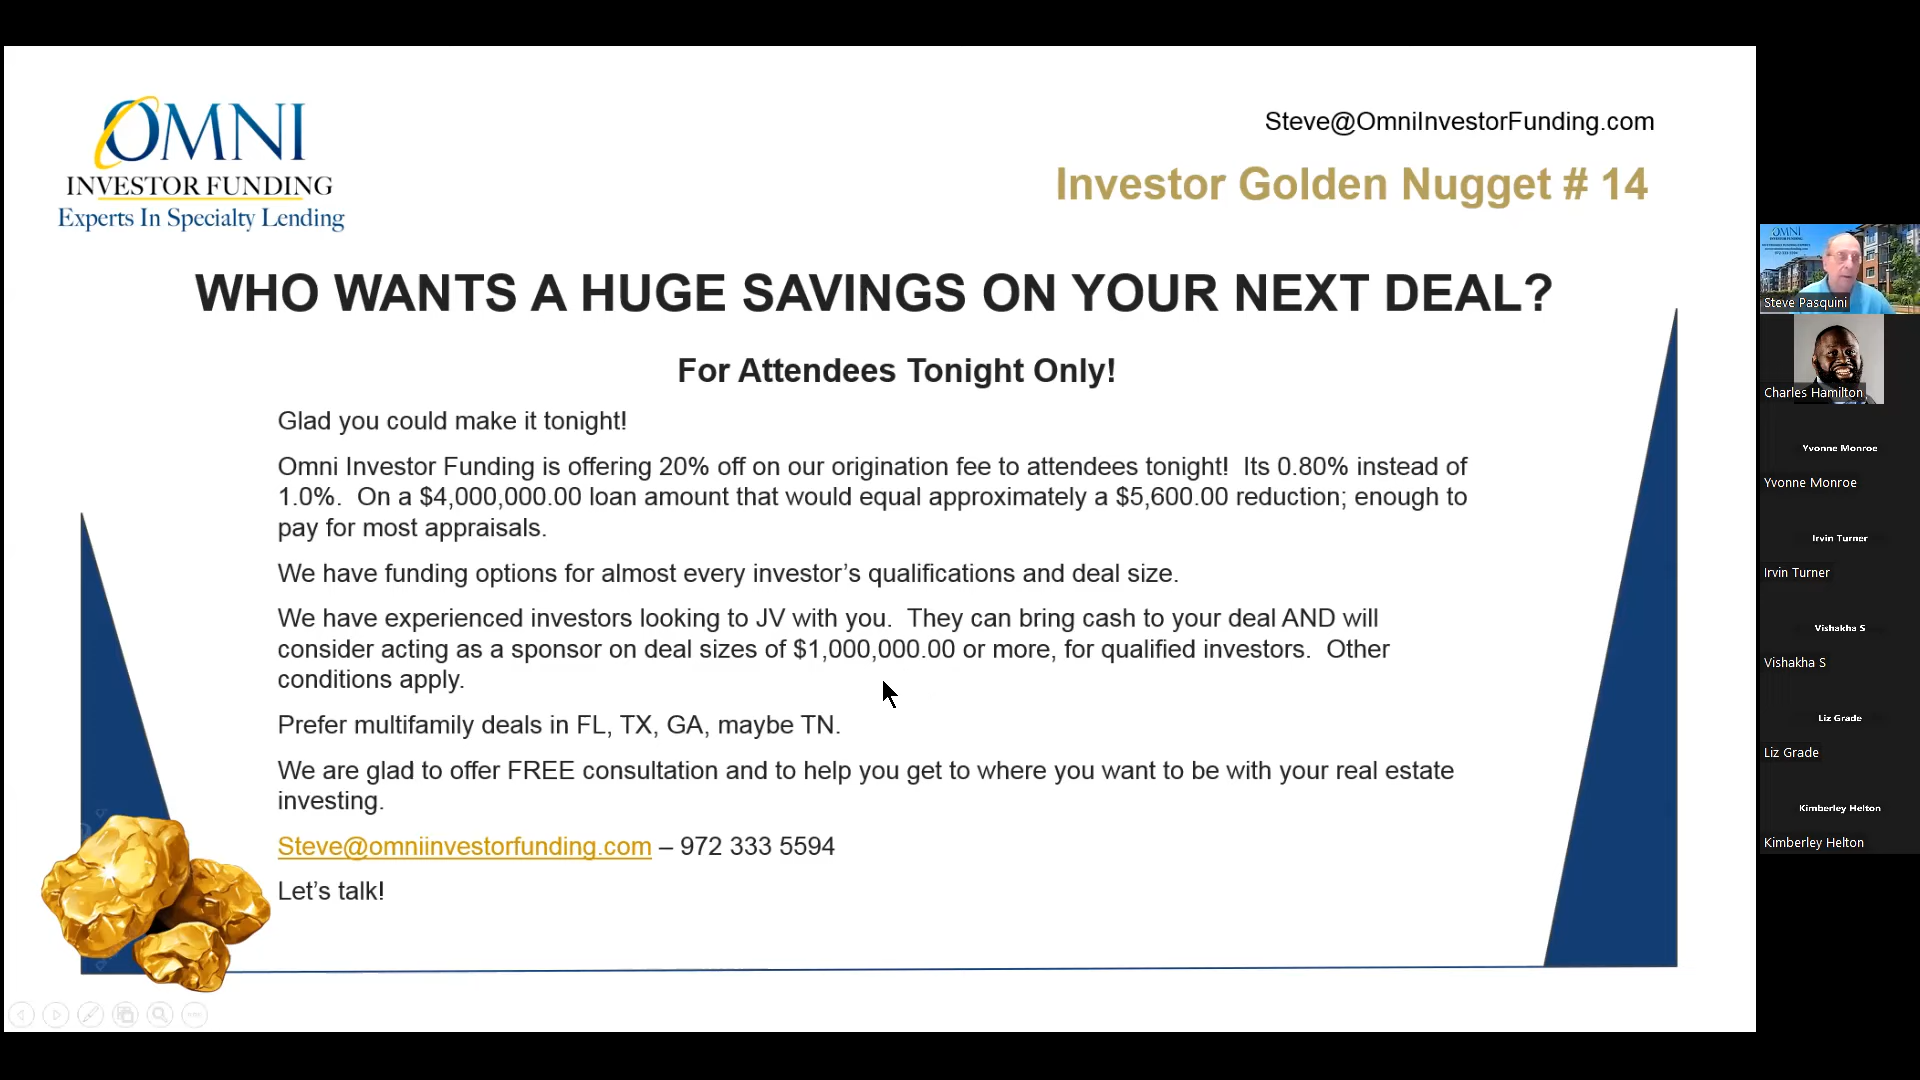 OMNI
INVESTOR FUNDING
Experts In Specialty Lending
Steve@OmniInvestorFunding.com
Investor Golden Nugget # 14
WHO WANTS A HUGE SAVINGS ON YOUR NEXT DEAL?
For Attendees Tonight Only!
Glad you could make it tonight!
Omni Investor Funding is offering 20% off on our origination fee to attendees tonight!  Its 0.80% instead of
1.0%.  On a $4,000,000.00 loan amount that would equal approximately a $5,600.00 reduction; enough to
pay for most appraisals.
We have funding options for almost every investor’s qualifications and deal size.
We have experienced investors looking to JV with you.  They can bring cash to your deal AND will
consider acting as a sponsor on deal sizes of $1,000,000.00 or more, for qualified investors.  Other
conditions apply.
Prefer multifamily deals in FL, TX, GA, maybe TN.
We are glad to offer FREE consultation and to help you get to where you want to be with your real estate
investing.
Steve@omniinvestorfunding.com – 972 333 5594
Let’s talk!
OMNI
Steve Pasquini
Charles Hamilton,
Yvonne Monroe
Yvonne Monroe
Irvin Turner
Irvin Turner
Vishakha S
Vishakha S
Liz Grade
Liz Grade
Kimberley Helton
Kimberley Helton